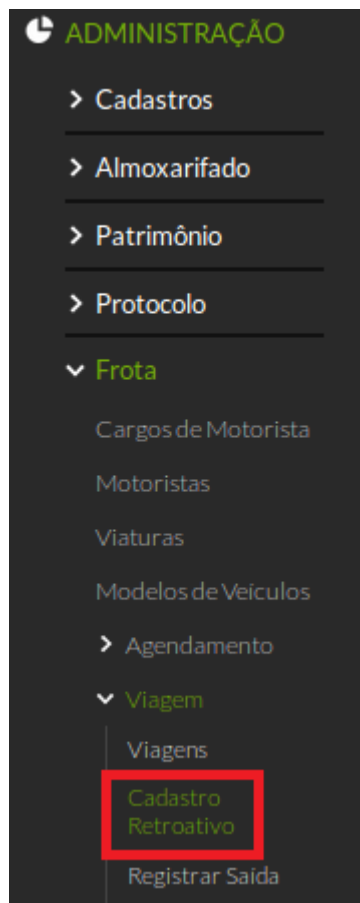 ADMINISTRAÇÃO
Cadastros
Almoxarifado
Patrimônio
Protocolo
Frota
Cargos de Motorista
Motoristas
Viaturas
Modelos de Veículos
Agendamento
Viagem
Viagens
Cadastro
Retroativo
Registrar Saída